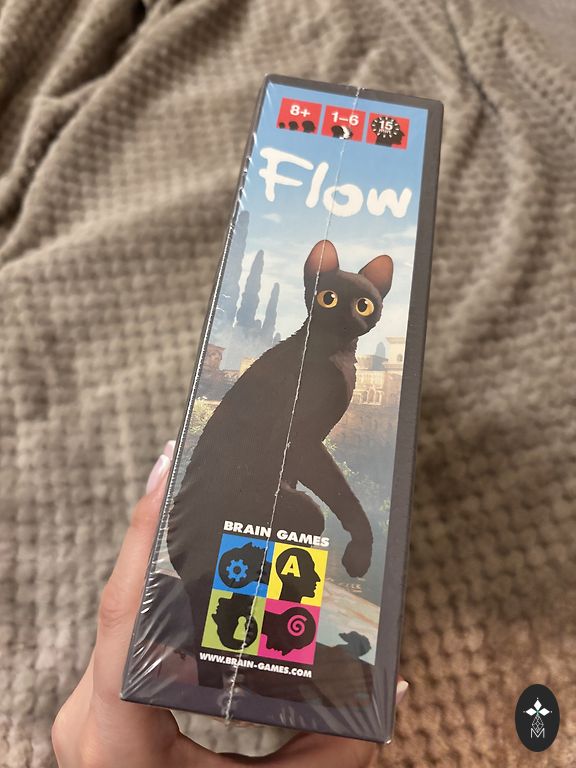 8+ 1–6 15
Flow
BRAIN GAMES
A
WWW.BRAIN-GAMES.COM
M